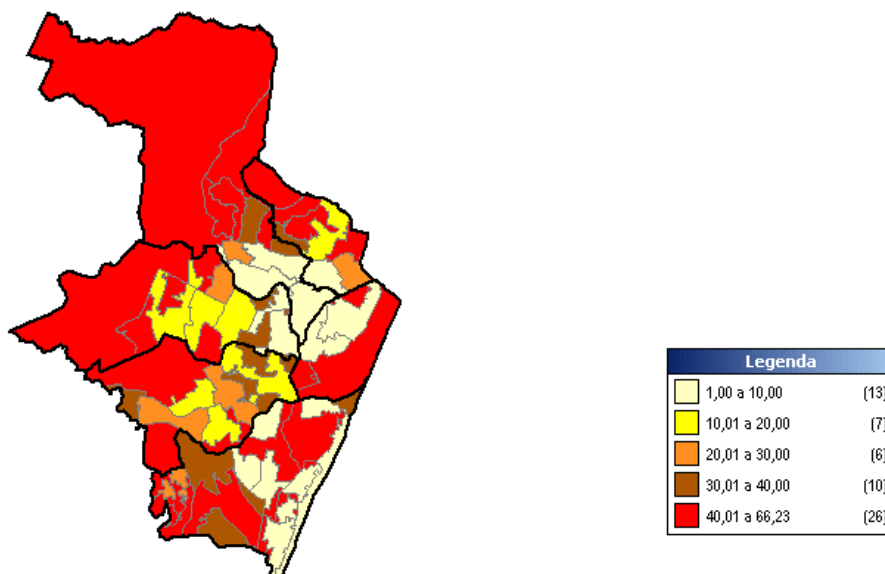 Legenda
1,00 a 10,00 (13)
10,01 a 20,00 (7)
20,01 a 30,00 (6)
30,01 a 40,00 (10)
40,01 a 66,23 (26)